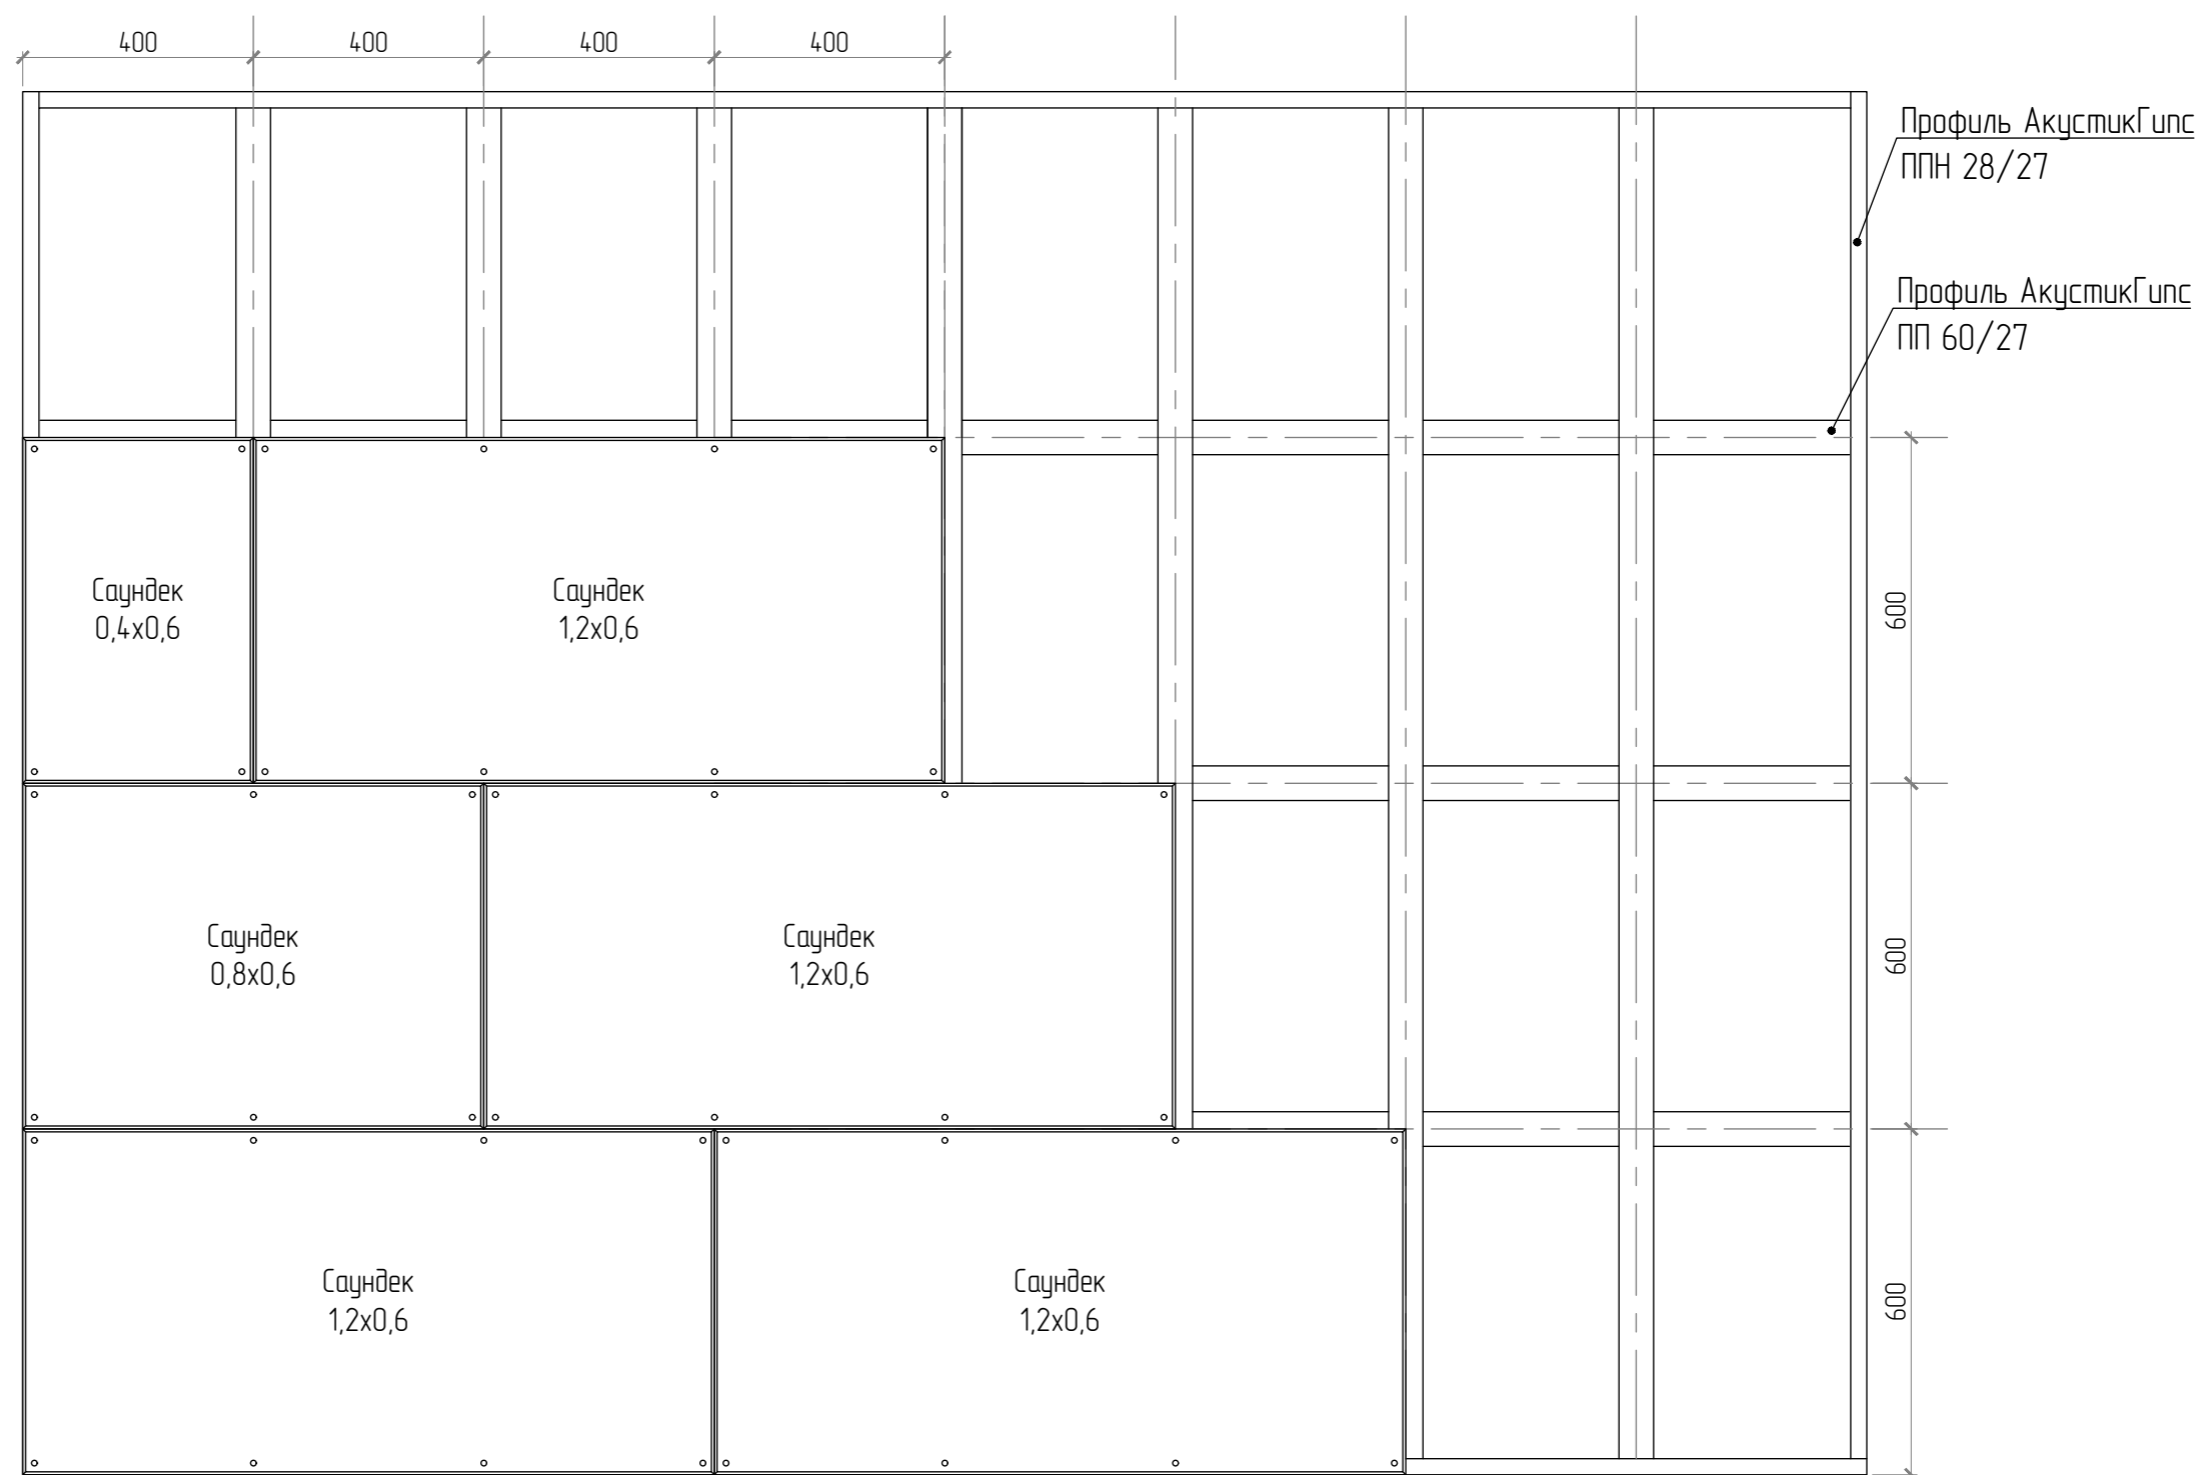 400 400 400 400
Профиль АкустикГипс
ППН 28/27
Профиль АкустикГипс
ПП 60/27
Саундек
0,4х0,6
Саундек
1,2х0,6
600
Саундек
0,8х0,6
Саундек
1,2х0,6
600
Саундек
1,2х0,6
Саундек
1,2х0,6
600